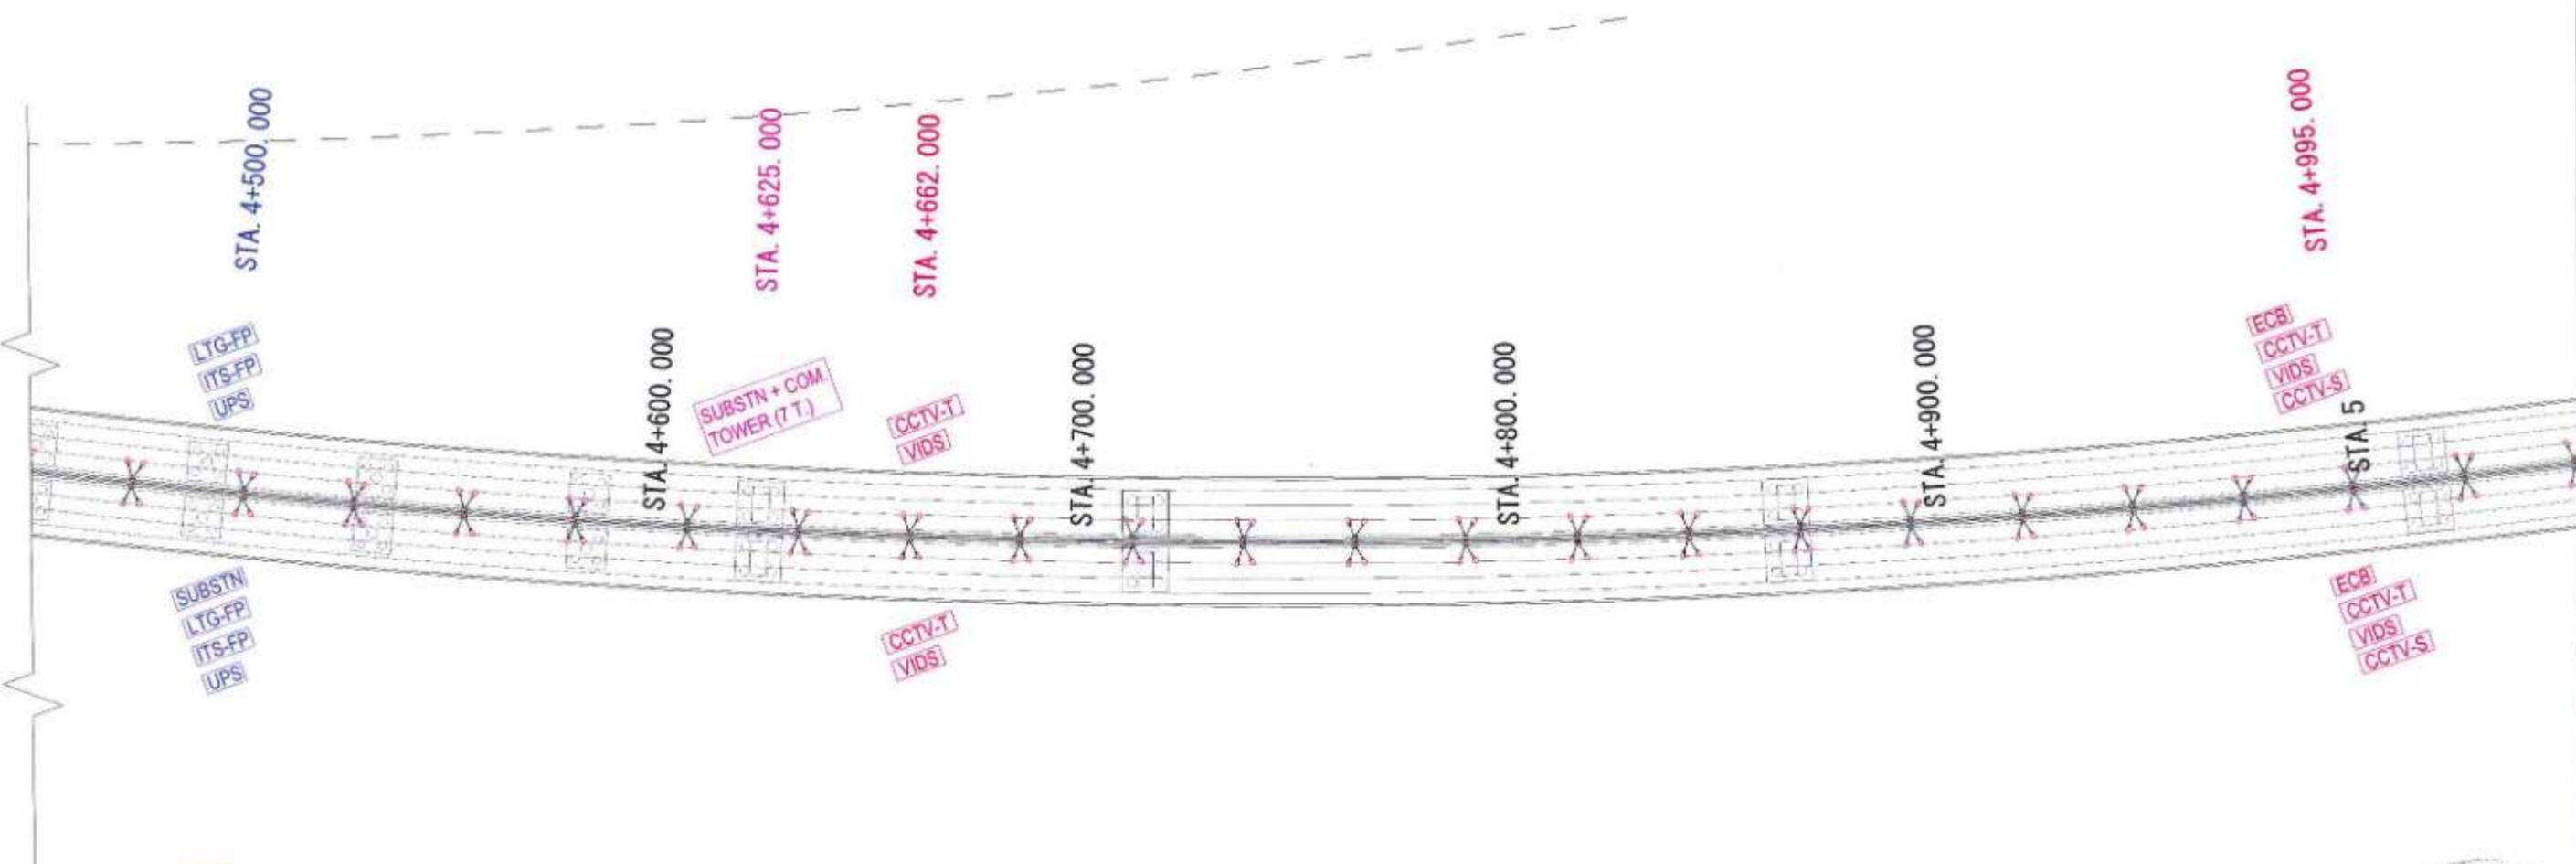 STA. 4+500. 000
STA. 4+625. 000
STA. 4+662. 000
STA. 4+995. 000
LTG-FP
ITS-FP
UPS
STA. 4+600. 000
SUBSTN + COM.
TOWER (7 T.)
CCTV-T
VIDS
STA. 4+700. 000
STA. 4+800. 000
STA. 4+900. 000
ECB
CCTV-T
VIDS
CCTV-S
STA. 5
SUBSTN
LTG-FP
ITS-FP
UPS
CCTV-T
VIDS
ECB
CCTV-T
VIDS
CCTV-S